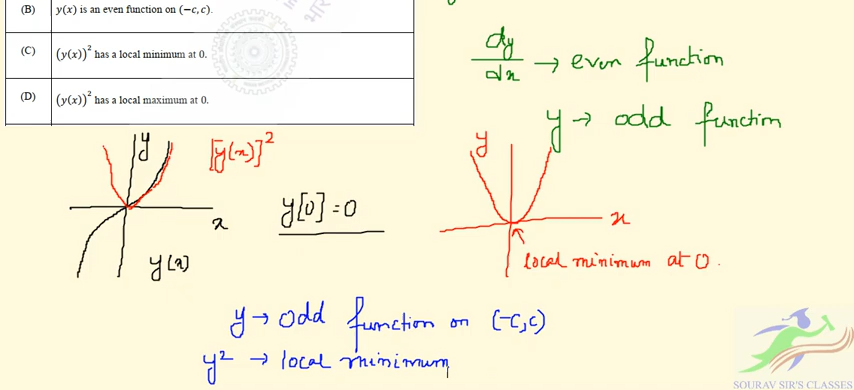 (B) y(x) is an even function on (−c, c).
(C) (y(x))² has a local minimum at 0.
(D) (y(x))² has a local maximum at 0.
dy/dx → even function
y → odd function
y
[y(x)]²
x
y(x)
y[0]=0
y
x
local minimum at 0.
y → odd function on (-c,c)
y² → local minimum
SOURAV SIR'S CLASSES